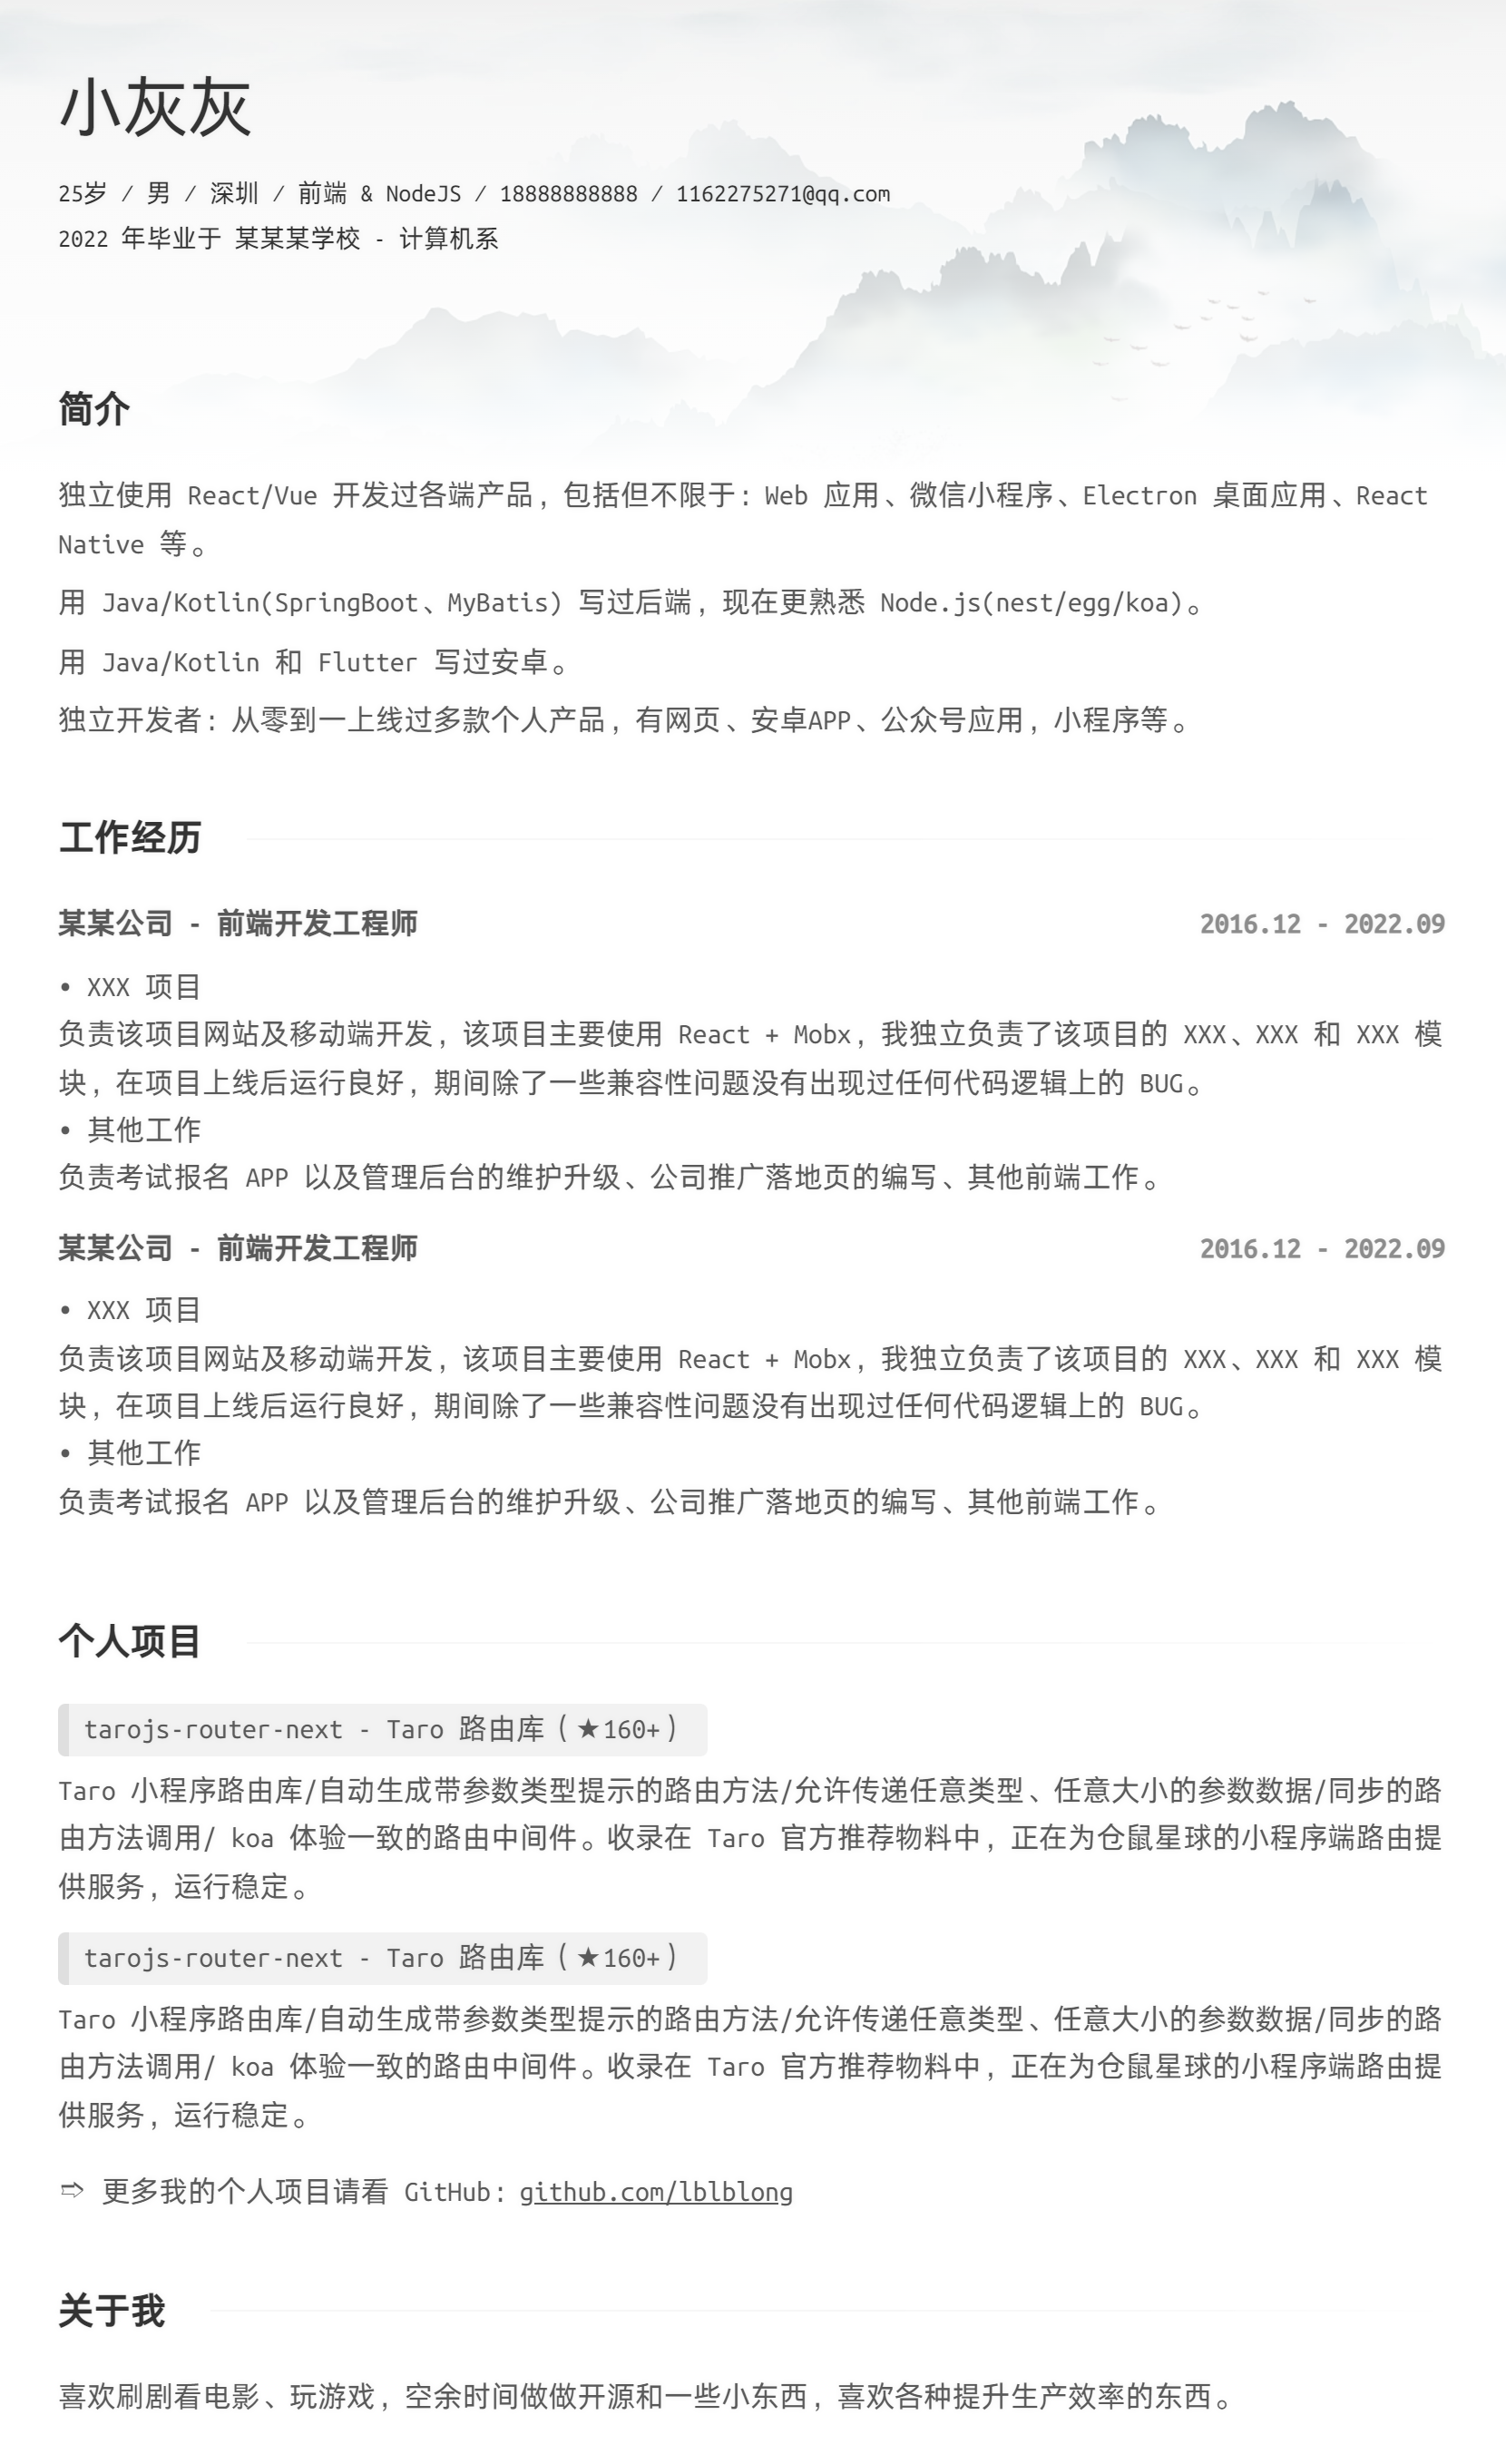 小灰灰
25岁 / 男 / 深圳 / 前端 & NodeJS / 18888888888 / 1162275271@qq.com
2022 年毕业于 某某某学校 - 计算机系
简介
独立使用 React/Vue 开发过各端产品，包括但不限于：Web 应用、微信小程序、Electron 桌面应用、React
Native 等。
用 Java/Kotlin(SpringBoot、MyBatis) 写过后端，现在更熟悉 Node.js(nest/egg/koa)。
用 Java/Kotlin 和 Flutter 写过安卓。
独立开发者：从零到一上线过多款个人产品，有网页、安卓APP、公众号应用，小程序等。
工作经历
某某公司 - 前端开发工程师 2016.12 - 2022.09
• XXX 项目
负责该项目网站及移动端开发，该项目主要使用 React + Mobx，我独立负责了该项目的 XXX、XXX 和 XXX 模
块，在项目上线后运行良好，期间除了一些兼容性问题没有出现过任何代码逻辑上的 BUG。
• 其他工作
负责考试报名 APP 以及管理后台的维护升级、公司推广落地页的编写、其他前端工作。
某某公司 - 前端开发工程师 2016.12 - 2022.09
• XXX 项目
负责该项目网站及移动端开发，该项目主要使用 React + Mobx，我独立负责了该项目的 XXX、XXX 和 XXX 模
块，在项目上线后运行良好，期间除了一些兼容性问题没有出现过任何代码逻辑上的 BUG。
• 其他工作
负责考试报名 APP 以及管理后台的维护升级、公司推广落地页的编写、其他前端工作。
个人项目
tarojs-router-next - Taro 路由库（★160+）
Taro 小程序路由库/自动生成带参数类型提示的路由方法/允许传递任意类型、任意大小的参数数据/同步的路
由方法调用/ koa 体验一致的路由中间件。收录在 Taro 官方推荐物料中，正在为仓鼠星球的小程序端路由提
供服务，运行稳定。
tarojs-router-next - Taro 路由库（★160+）
Taro 小程序路由库/自动生成带参数类型提示的路由方法/允许传递任意类型、任意大小的参数数据/同步的路
由方法调用/ koa 体验一致的路由中间件。收录在 Taro 官方推荐物料中，正在为仓鼠星球的小程序端路由提
供服务，运行稳定。
➯ 更多我的个人项目请看 GitHub：github.com/lblblong
关于我
喜欢刷剧看电影、玩游戏，空余时间做做开源和一些小东西，喜欢各种提升生产效率的东西。